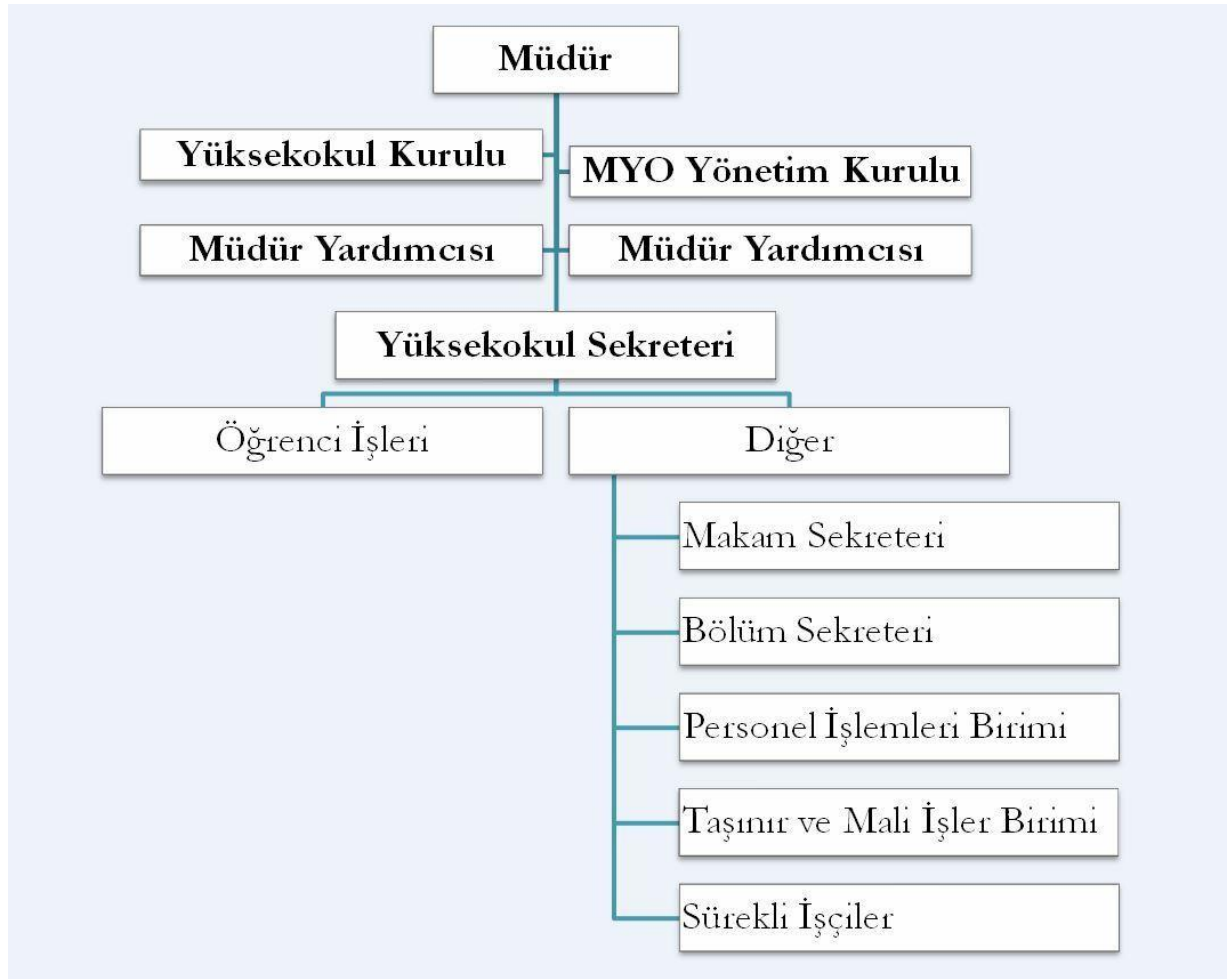 Müdür
Yüksekokul Kurulu
MYO Yönetim Kurulu
Müdür Yardımcısı
Müdür Yardımcısı
Yüksekokul Sekreteri
Öğrenci İşleri
Diğer
Makam Sekreteri
Bölüm Sekreteri
Personel İşlemleri Birimi
Taşınır ve Mali İşler Birimi
Sürekli İşçiler